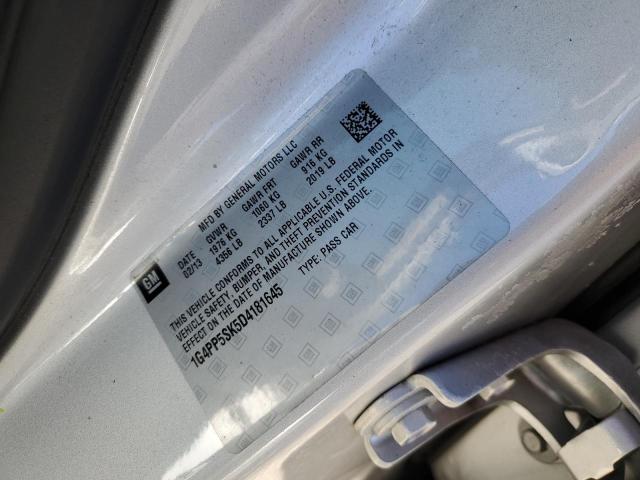 MFD BY GENERAL MOTORS LLC
DATE GVWR GAWR FRT GAWR RR
02/13 1976 KG 1060 KG 916 KG
4356 LB 2337 LB 2019 LB
THIS VEHICLE CONFORMS TO ALL APPLICABLE U.S. FEDERAL MOTOR
VEHICLE SAFETY, BUMPER, AND THEFT PREVENTION STANDARDS IN
EFFECT ON THE DATE OF MANUFACTURE SHOWN ABOVE.
1G4PP5SK5D4181645 TYPE: PASS CAR
GM